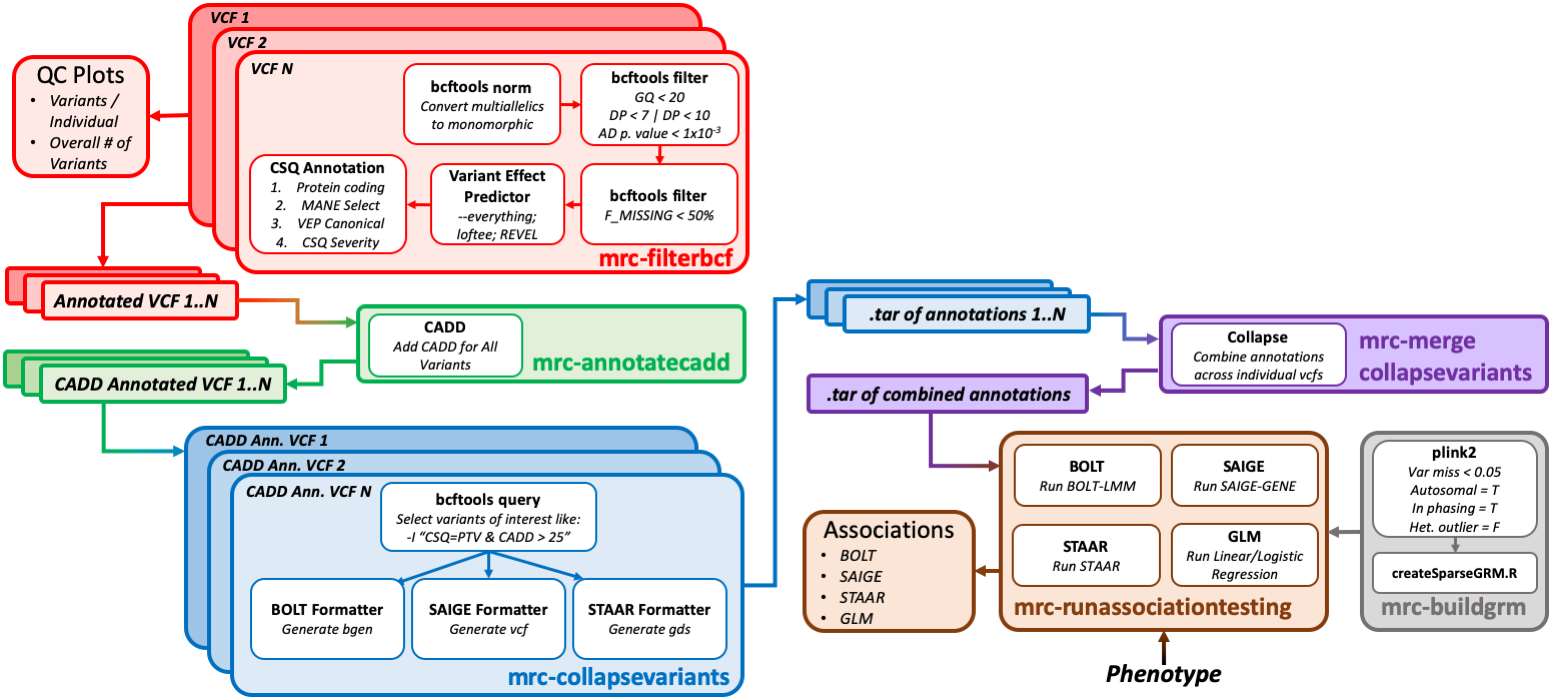 VCF 1
VCF 2
VCF N
QC Plots
• Variants /
Individual
• Overall # of
Variants
bcftools norm
Convert multiallelics
to monomorphic
bcftools filter
GQ < 20
DP < 7 | DP < 10
AD p. value < 1x10⁻³
bcftools filter
F_MISSING < 50%
Variant Effect
Predictor
--everything;
loftee; REVEL
CSQ Annotation
1. Protein coding
2. MANE Select
3. VEP Canonical
4. CSQ Severity
mrc-filterbcf
Annotated VCF 1..N
CADD
Add CADD for All
Variants
mrc-annotatecadd
CADD Annotated VCF 1..N
CADD Ann. VCF 1
CADD Ann. VCF 2
CADD Ann. VCF N
bcftools query
Select variants of interest like:
-I “CSQ=PTV & CADD > 25”
BOLT Formatter
Generate bgen
SAIGE Formatter
Generate vcf
STAAR Formatter
Generate gds
mrc-collapsevariants
.tar of annotations 1..N
Collapse
Combine annotations
across individual vcfs
mrc-merge
collapsevariants
.tar of combined annotations
BOLT
Run BOLT-LMM
SAIGE
Run SAIGE-GENE
STAAR
Run STAAR
GLM
Run Linear/Logistic
Regression
mrc-runassociationtesting
Associations
• BOLT
• SAIGE
• STAAR
• GLM
plink2
Var miss < 0.05
Autosomal = T
In phasing = T
Het. outlier = F
createSparseGRM.R
mrc-buildgrm
Phenotype